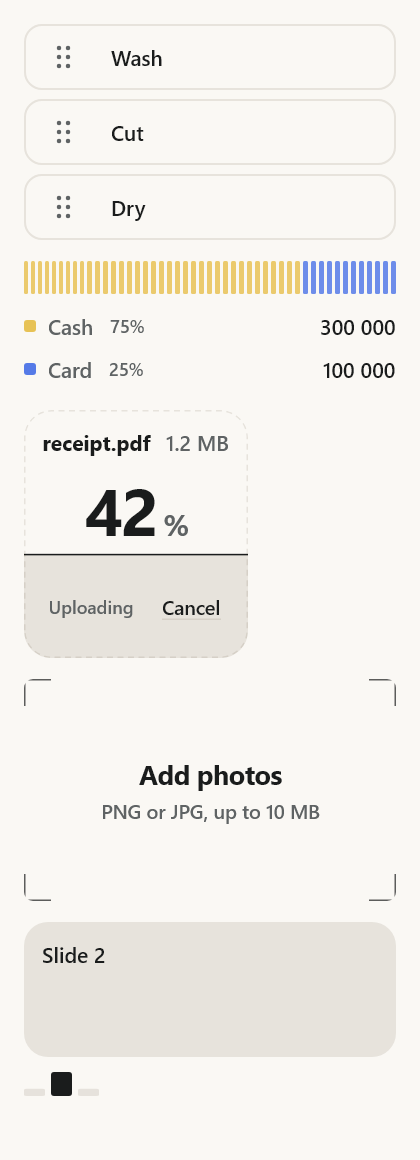 Wash
Cut
Dry
Cash 75% 300 000
Card 25% 100 000
receipt.pdf 1.2 MB
42 %
Uploading Cancel
Add photos
PNG or JPG, up to 10 MB
Slide 2